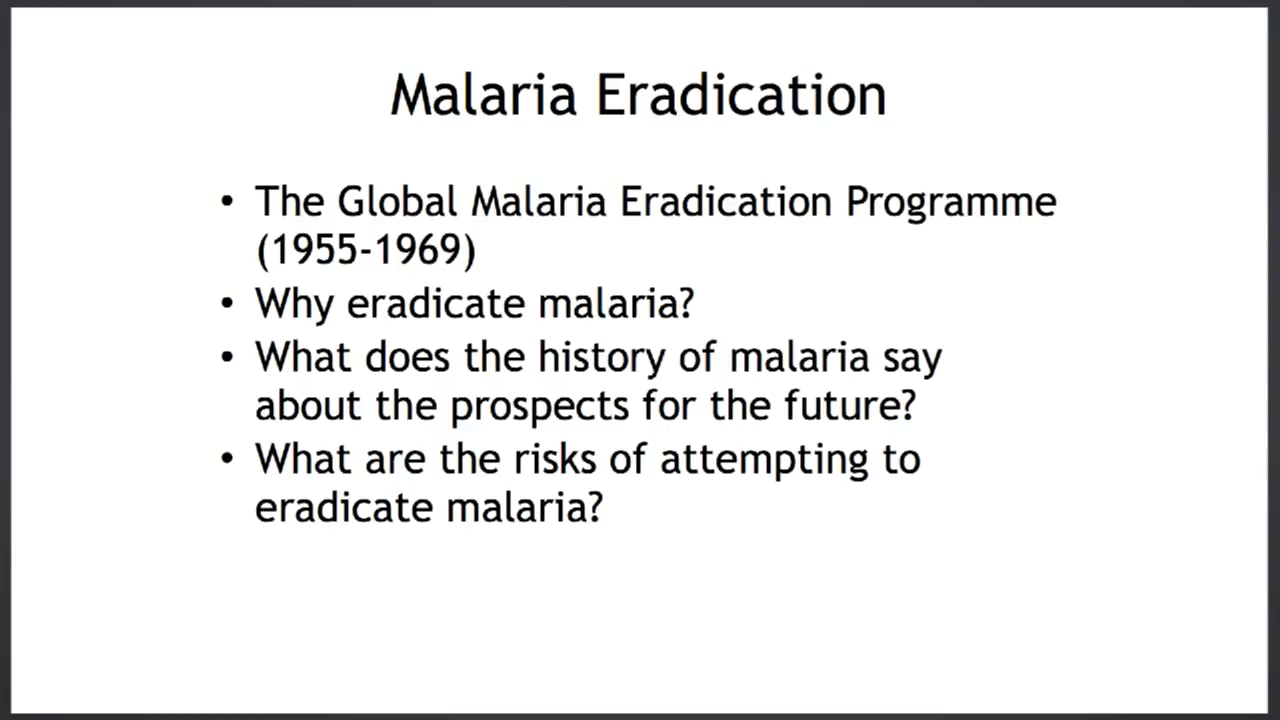 Malaria Eradication
• The Global Malaria Eradication Programme
(1955-1969)
• Why eradicate malaria?
• What does the history of malaria say
about the prospects for the future?
• What are the risks of attempting to
eradicate malaria?